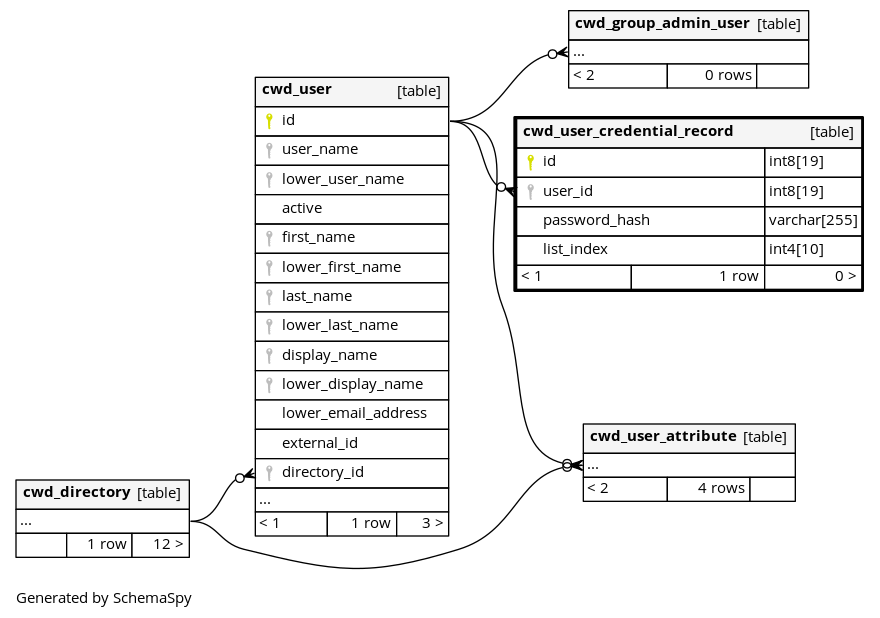 cwd_group_admin_user [table]
...
< 2 0 rows
cwd_user [table]
id
user_name
lower_user_name
active
first_name
lower_first_name
last_name
lower_last_name
display_name
lower_display_name
lower_email_address
external_id
directory_id
...
< 1 1 row 3 >
cwd_user_credential_record [table]
id int8[19]
user_id int8[19]
password_hash varchar[255]
list_index int4[10]
< 1 1 row 0 >
cwd_user_attribute [table]
...
< 2 4 rows
cwd_directory [table]
...
1 row 12 >
Generated by SchemaSpy